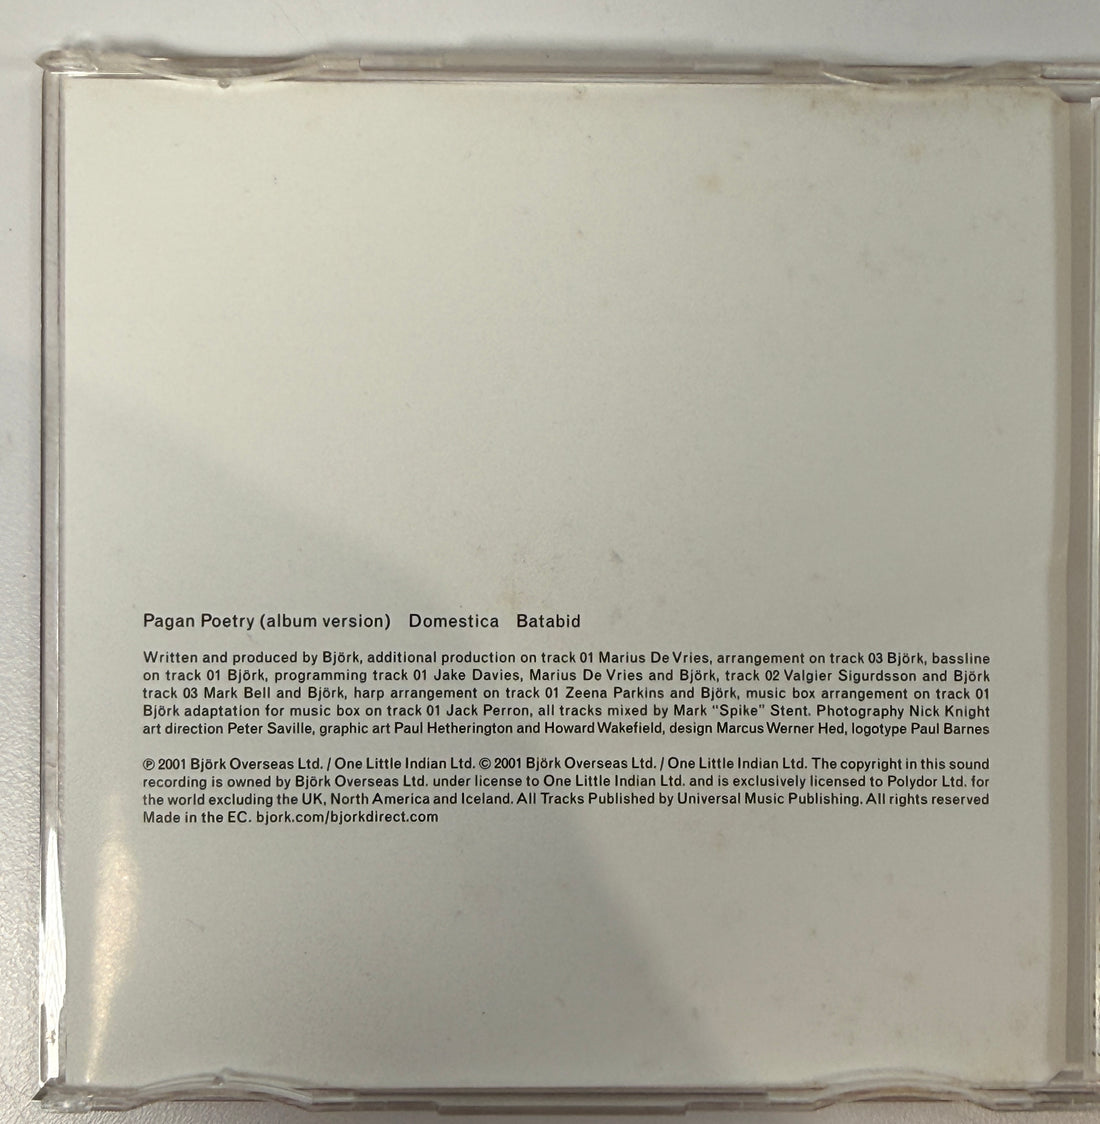 Pagan Poetry (album version) Domestica Batabid
Written and produced by Björk, additional production on track 01 Marius De Vries, arrangement on track 03 Björk, bassline
on track 01 Björk, programming track 01 Jake Davies, Marius De Vries and Björk, track 02 Valgier Sigurdsson and Björk
track 03 Mark Bell and Björk, harp arrangement on track 01 Zeena Parkins and Björk, music box arrangement on track 01
Björk adaptation for music box on track 01 Jack Perron, all tracks mixed by Mark "Spike" Stent. Photography Nick Knight
art direction Peter Saville, graphic art Paul Hetherington and Howard Wakefield, design Marcus Werner Hed, logotype Paul Barnes
℗ 2001 Björk Overseas Ltd. / One Little Indian Ltd. © 2001 Björk Overseas Ltd. / One Little Indian Ltd. The copyright in this sound
recording is owned by Björk Overseas Ltd. under license to One Little Indian Ltd. and is exclusively licensed to Polydor Ltd. for
the world excluding the UK, North America and Iceland. All Tracks Published by Universal Music Publishing. All rights reserved
Made in the EC. bjork.com/bjorkdirect.com